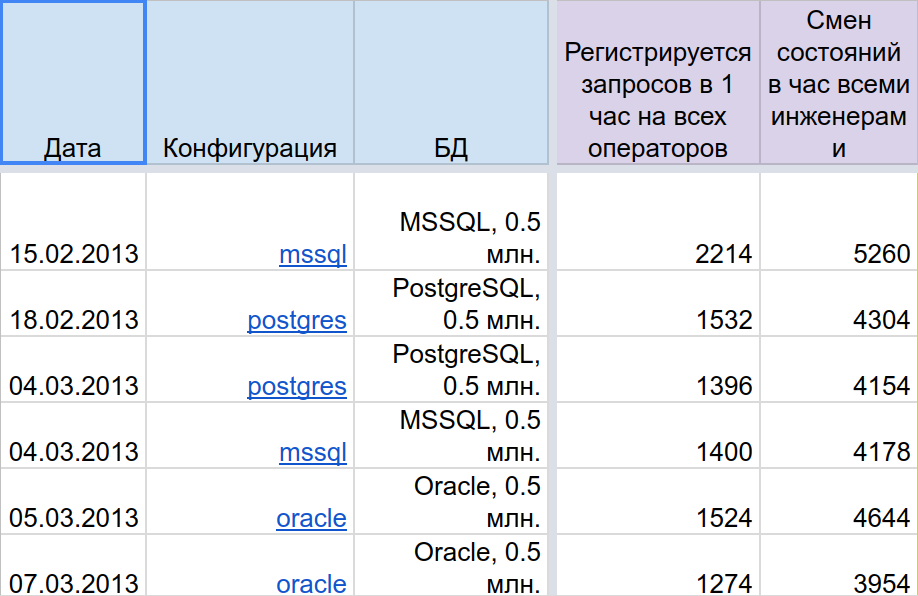 Дата
Конфигурация
БД
Регистрируется
запросов в 1
час на всех
операторов
Смен
состояний
в час всеми
инженерам
и
15.02.2013
mssql
MSSQL, 0.5
млн.
2214
5260
18.02.2013
postgres
PostgreSQL,
0.5 млн.
1532
4304
04.03.2013
postgres
PostgreSQL,
0.5 млн.
1396
4154
04.03.2013
mssql
MSSQL, 0.5
млн.
1400
4178
05.03.2013
oracle
Oracle, 0.5
млн.
1524
4644
07.03.2013
oracle
Oracle, 0.5
млн.
1274
3954